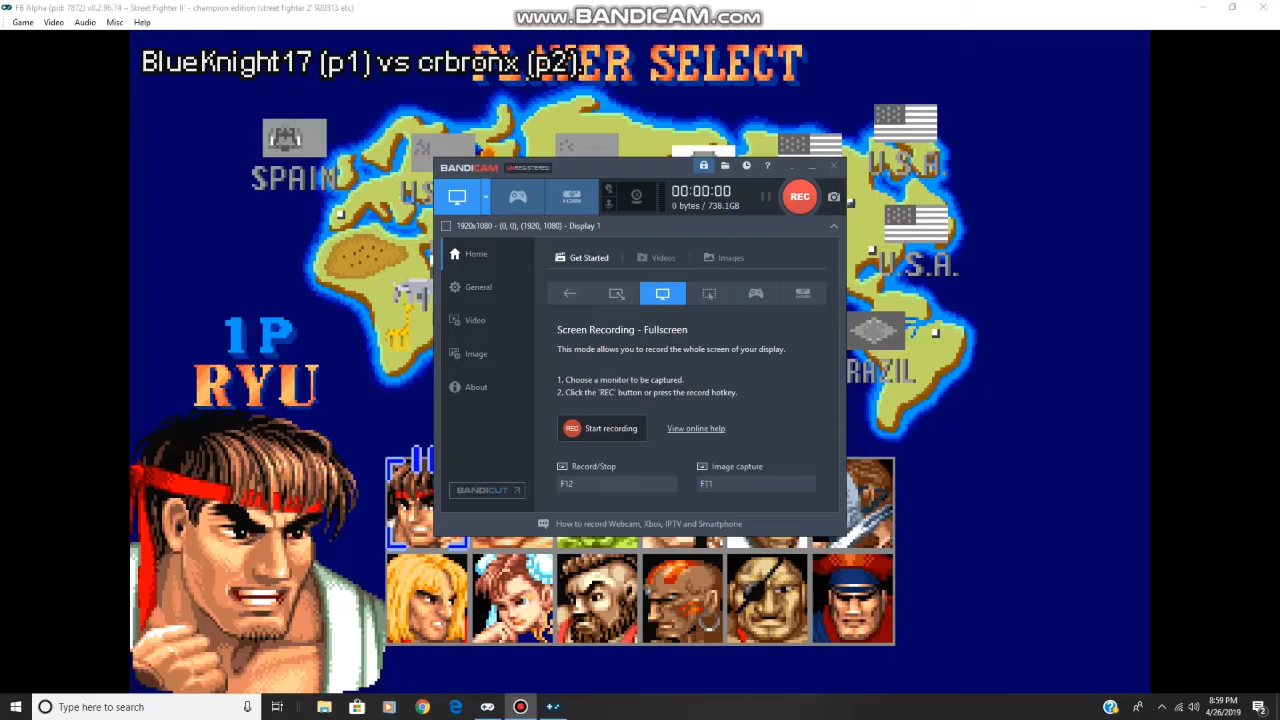 FB Alpha (pid: 7872) v0.2.96.74 -- Street Fighter II' - champion edition (street fighter 2' 920313 etc)
www.BANDICAM.com
Game Video Audio Misc Help
BlueKnight17 (p1) vs crbronx (p2).
SELECT
SPAIN
U.S.A.
U.S.A.
1P
RYU
BANDICAM UNREGISTERED
?
HDMI
00:00:00
0 bytes / 738.1GB
REC
1920x1080 - (0, 0), (1920, 1080) - Display 1
Home
General
Video
Image
About
BANDICUT
Get Started
Videos
Images
Screen Recording - Fullscreen
This mode allows you to record the whole screen of your display.
1. Choose a monitor to be captured.
2. Click the 'REC' button or press the record hotkey.
REC Start recording
View online help
Record/Stop
F12
Image capture
F11
How to record Webcam, Xbox, IPTV and Smartphone
Type here to search
8:59 PM
4/26/2019
2